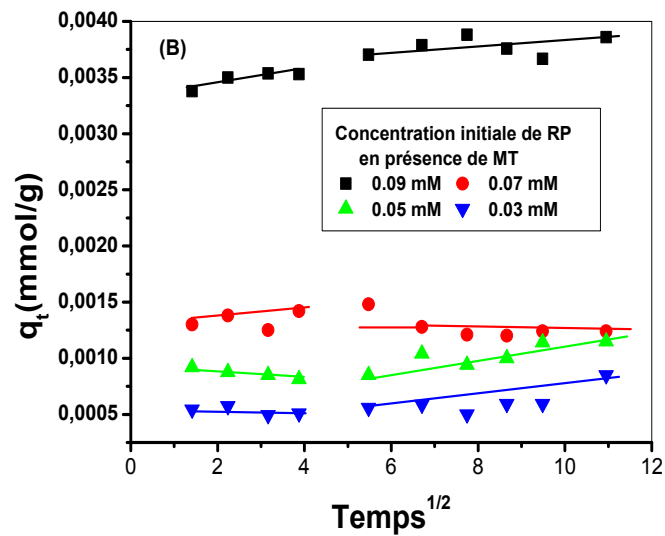 (B)
0,0040
0,0035
0,0030
0,0025
0,0020
0,0015
0,0010
0,0005
qt(mmol/g)
Concentration initiale de RP
en présence de MT
0.09 mM 0.07 mM
0.05 mM 0.03 mM
0 2 4 6 8 10 12
Temps1/2